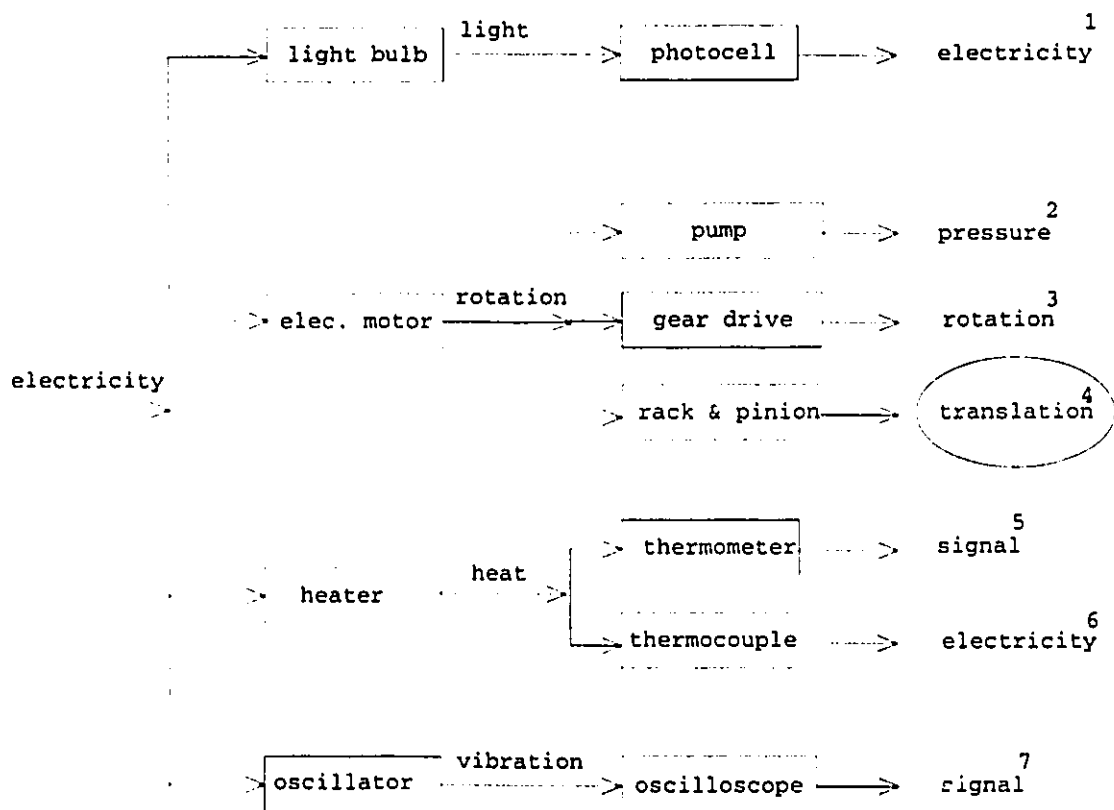 light
1
light bulb
photocell
electricity
2
pump
pressure
rotation
3
elec. motor
gear drive
rotation
electricity
4
rack & pinion
translation
5
thermometer
signal
heat
heater
6
thermocouple
electricity
vibration
7
oscillator
oscilloscope
signal